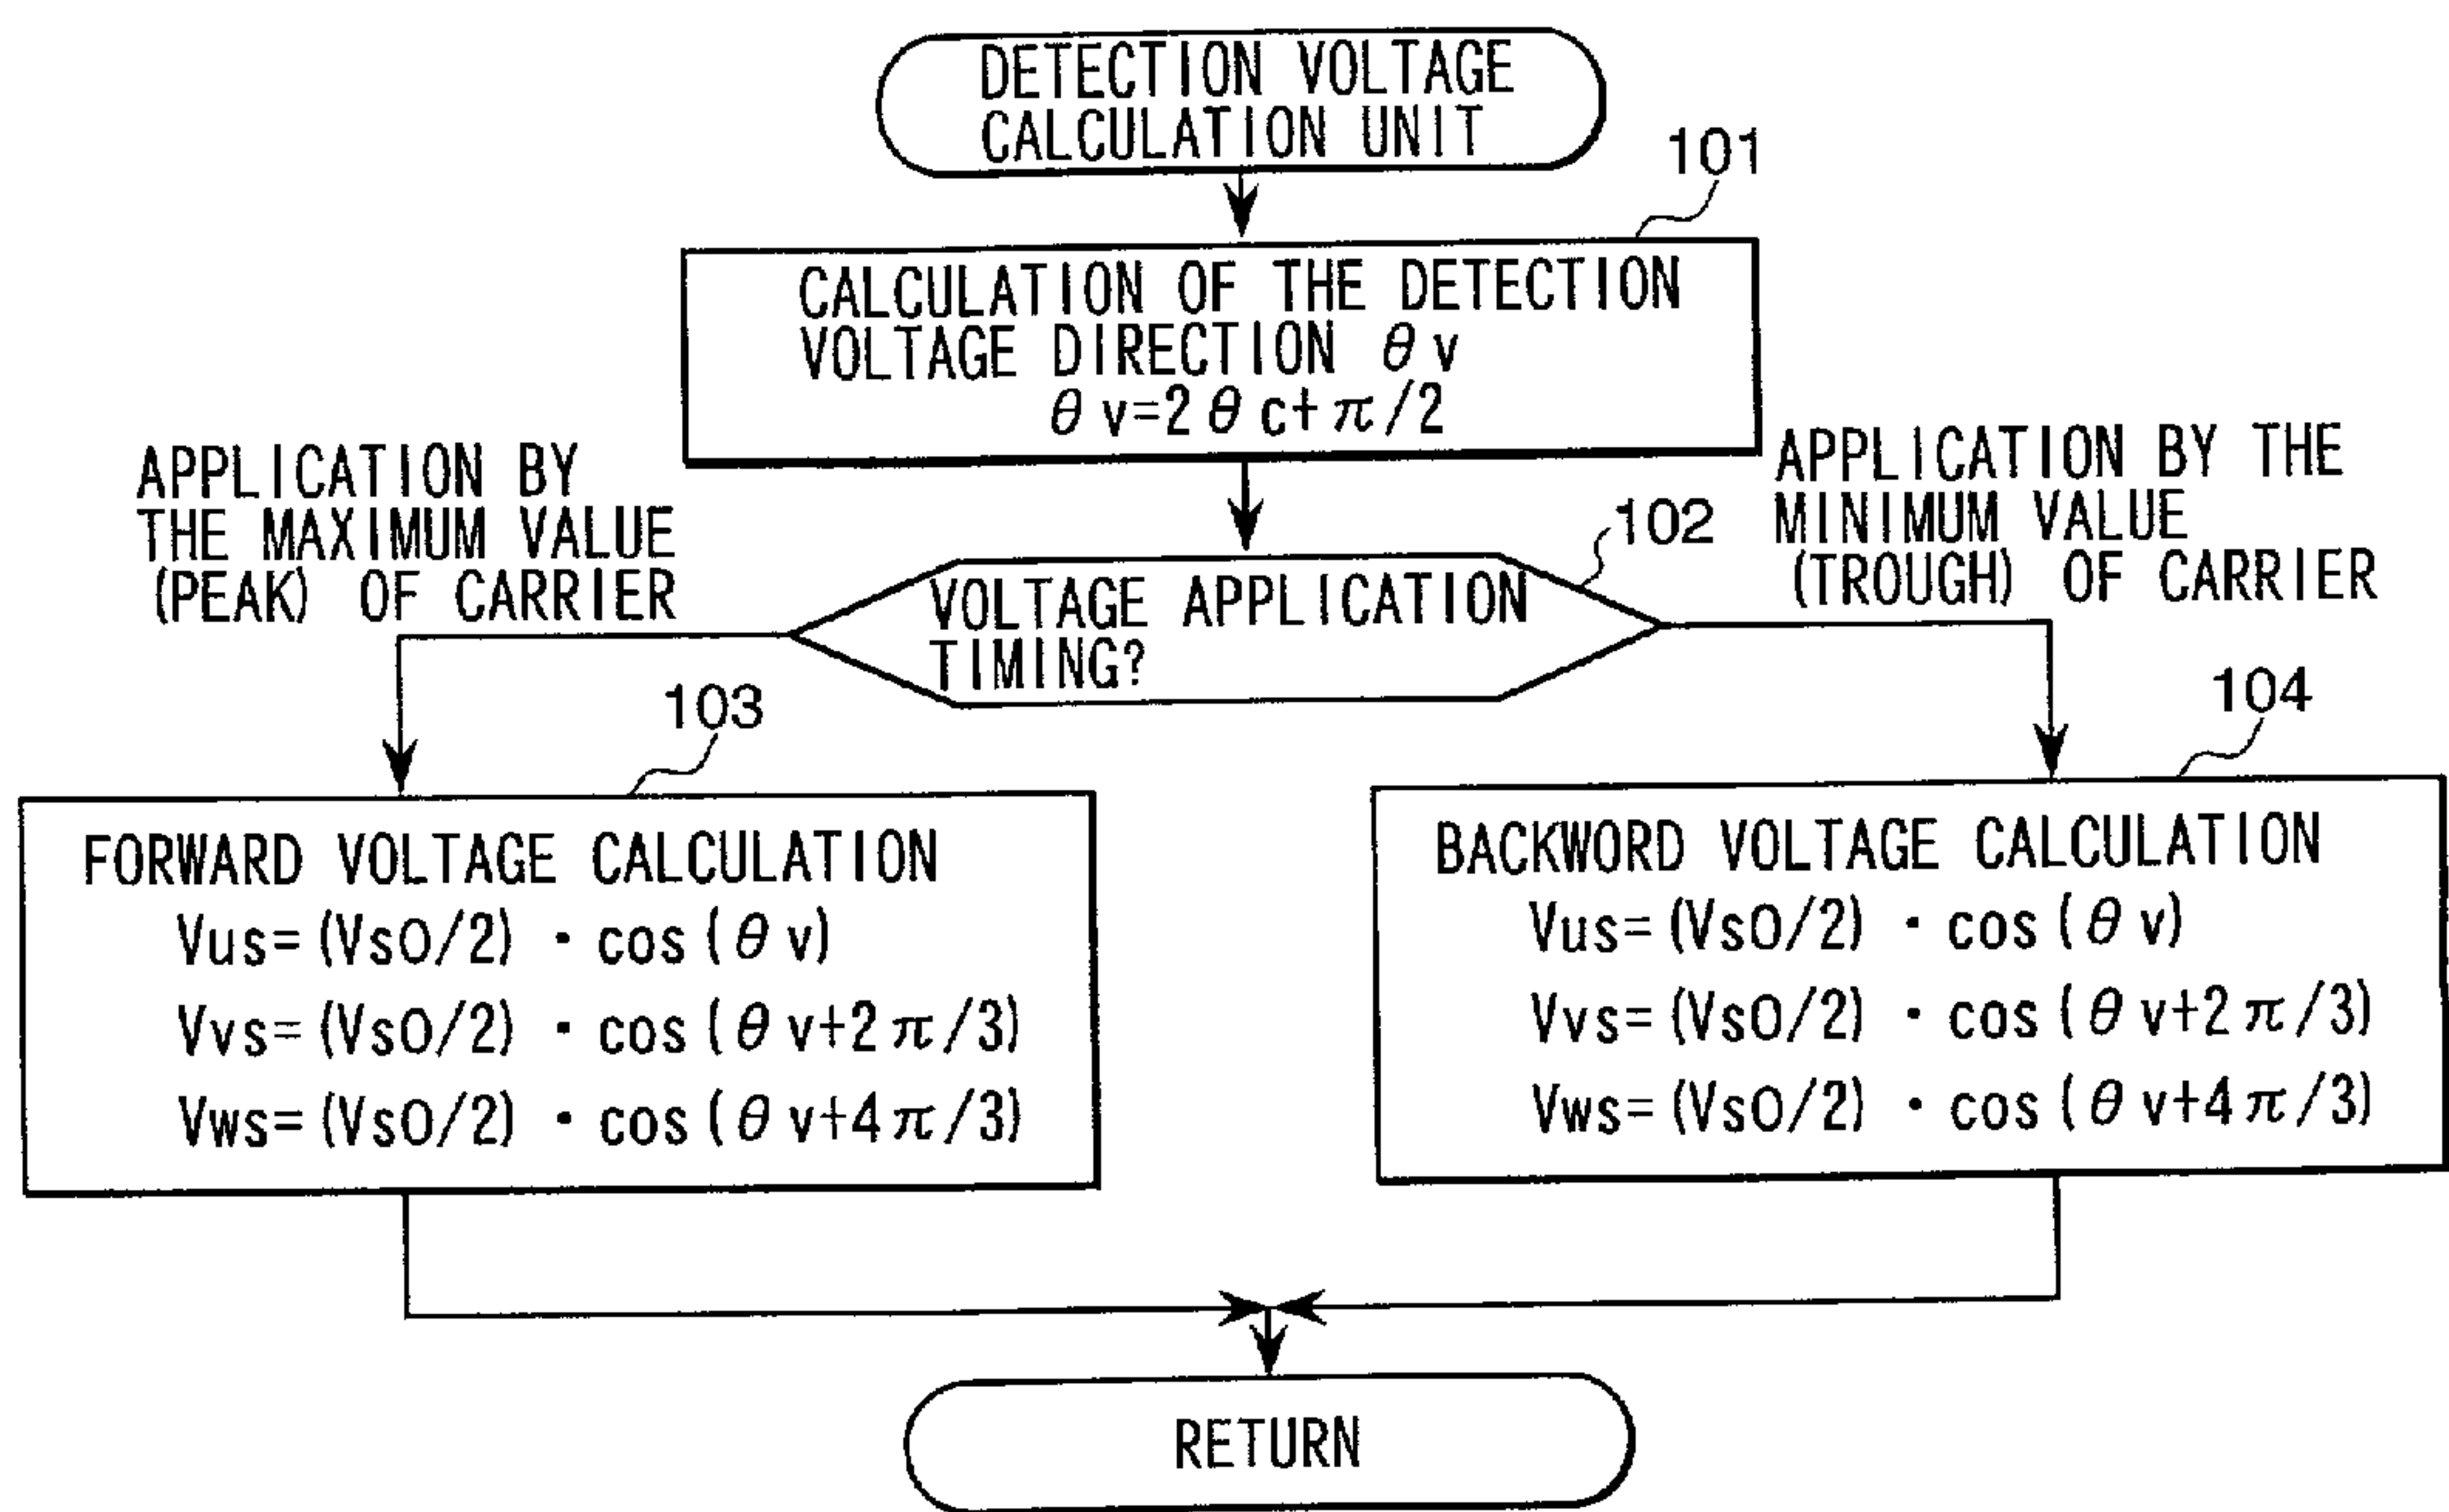 DETECTION VOLTAGE
CALCULATION UNIT
101
CALCULATION OF THE DETECTION
VOLTAGE DIRECTION θv
θv=2θc+π/2
APPLICATION BY
THE MAXIMUM VALUE
(PEAK) OF CARRIER
102
VOLTAGE APPLICATION
TIMING?
APPLICATION BY THE
MINIMUM VALUE
(TROUGH) OF CARRIER
103
FORWARD VOLTAGE CALCULATION
Vus=(Vs0/2)・cos(θv)
Vvs=(Vs0/2)・cos(θv+2π/3)
Vws=(Vs0/2)・cos(θv+4π/3)
104
BACKWORD VOLTAGE CALCULATION
Vus=(Vs0/2)・cos(θv)
Vvs=(Vs0/2)・cos(θv+2π/3)
Vws=(Vs0/2)・cos(θv+4π/3)
RETURN